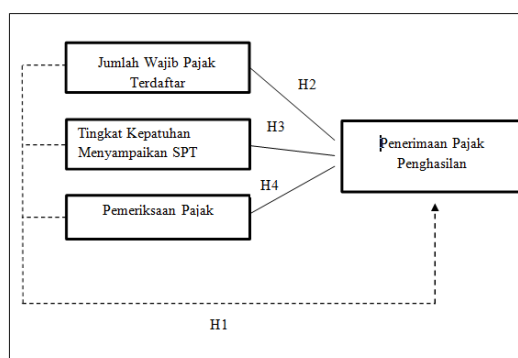 Jumlah Wajib Pajak
Terdaftar
H2
Tingkat Kepatuhan
Menyampaikan SPT
H3
Penerimaan Pajak
Penghasilan
H4
Pemeriksaan Pajak
H1